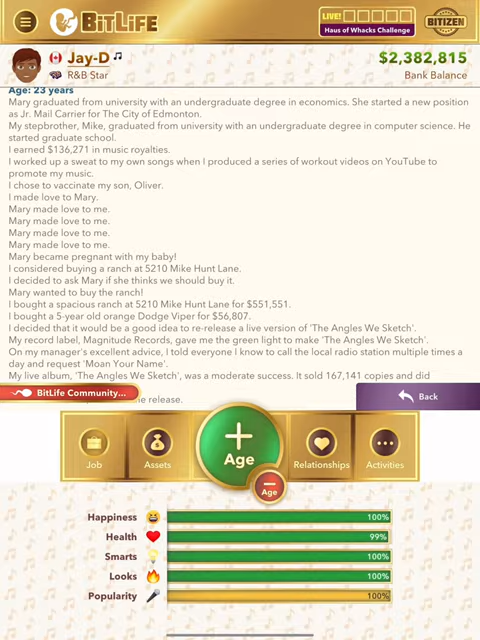 BITLIFE
LIVE!
Haus of Whacks Challenge
BITIZEN
Jay-D
R&B Star
$2,382,815
Bank Balance
Age: 23 years
Mary graduated from university with an undergraduate degree in economics. She started a new position
as Jr. Mail Carrier for The City of Edmonton.
My stepbrother, Mike, graduated from university with an undergraduate degree in computer science. He
started graduate school.
I earned $136,271 in music royalties.
I worked up a sweat to my own songs when I produced a series of workout videos on YouTube to
promote my music.
I chose to vaccinate my son, Oliver.
I made love to Mary.
Mary made love to me.
Mary made love to me.
Mary made love to me.
Mary made love to me.
Mary became pregnant with my baby!
I considered buying a ranch at 5210 Mike Hunt Lane.
I decided to ask Mary if she thinks we should buy it.
Mary wanted to buy the ranch!
I bought a spacious ranch at 5210 Mike Hunt Lane for $551,551.
I bought a 5-year old orange Dodge Viper for $56,807.
I decided that it would be a good idea to re-release a live version of 'The Angles We Sketch'.
My record label, Magnitude Records, gave me the green light to make 'The Angles We Sketch'.
On my manager's excellent advice, I told everyone I know to call the local radio station multiple times a
day and request 'Moan Your Name'.
My live album, 'The Angles We Sketch', was a moderate success. It sold 167,141 copies and did
BitLife Community...
the release.
Back
Job
Assets
Age
Age
Relationships
Activities
Happiness
100%
Health
99%
Smarts
100%
Looks
100%
Popularity
100%